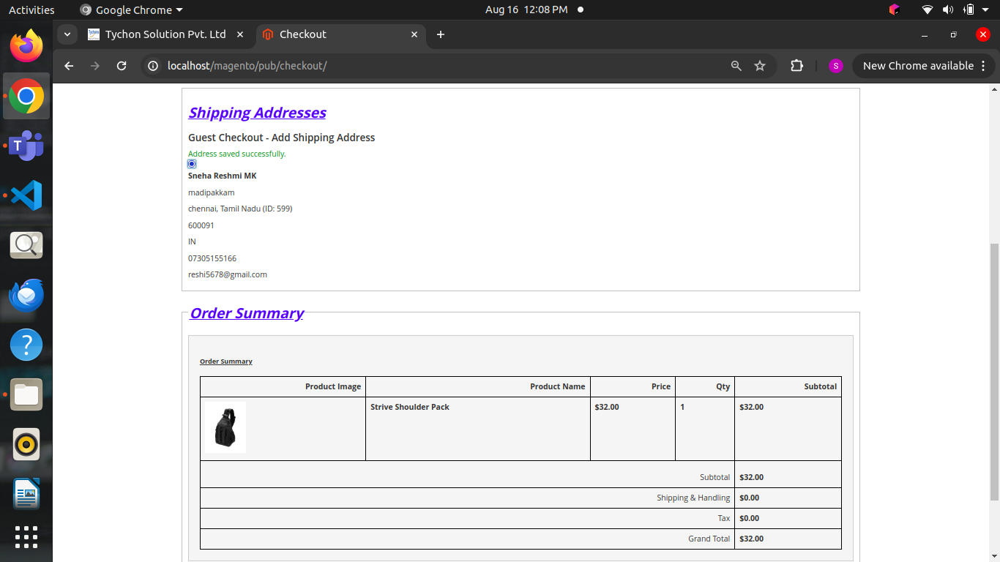 Activities
Google Chrome
Aug 16 12:08 PM
Tychon Solution Pvt. Ltd
Checkout
localhost/magento/pub/checkout/
S
New Chrome available
Shipping Addresses
Guest Checkout - Add Shipping Address
Address saved successfully.
Sneha Reshmi MK
madipakkam
chennai, Tamil Nadu (ID: 599)
600091
IN
07305155166
reshi5678@gmail.com
Order Summary
Order Summary
Product Image Product Name Price Qty Subtotal
Strive Shoulder Pack $32.00 1 $32.00
Subtotal $32.00
Shipping & Handling $0.00
Tax $0.00
Grand Total $32.00